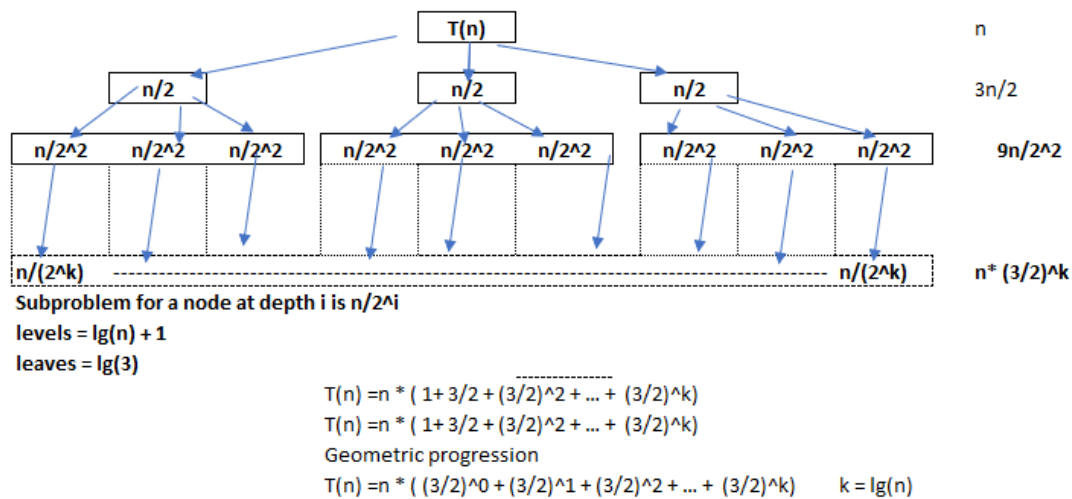 T(n) n
n/2 n/2 n/2 3n/2
n/2^2 n/2^2 n/2^2 n/2^2 n/2^2 n/2^2 n/2^2 n/2^2 n/2^2 9n/2^2
n/(2^k) ---------------------------------------------------------------- n/(2^k) n* (3/2)^k
Subproblem for a node at depth i is n/2^i
levels = lg(n) + 1
leaves = lg(3)
T(n) =n * ( 1+ 3/2 + (3/2)^2 + ... + (3/2)^k)
T(n) =n * ( 1+ 3/2 + (3/2)^2 + ... + (3/2)^k)
Geometric progression
T(n) =n * ( (3/2)^0 + (3/2)^1 + (3/2)^2 + ... + (3/2)^k) k = lg(n)